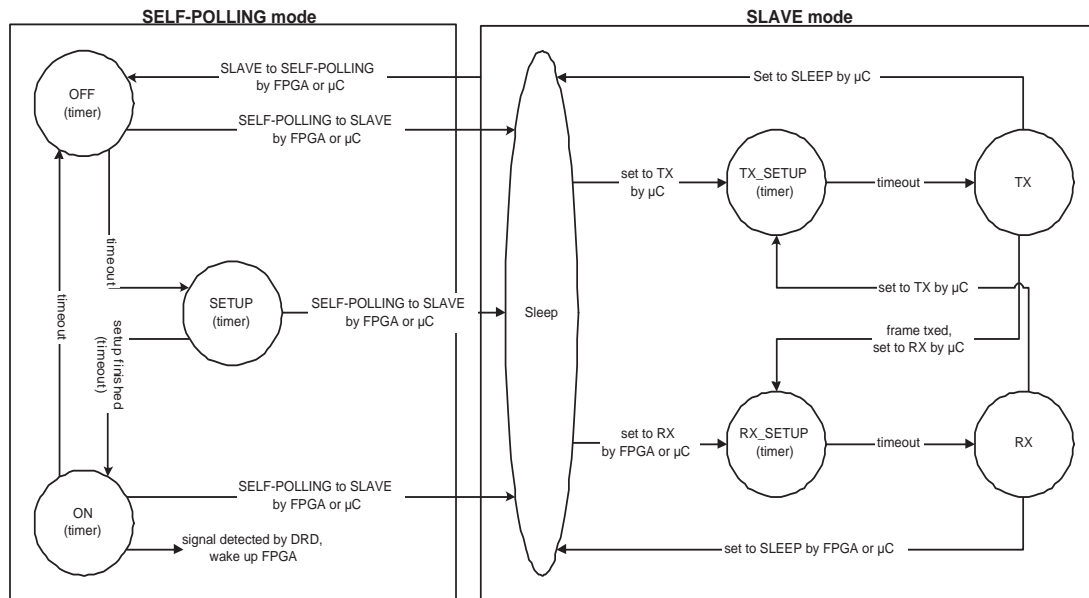 SELF-POLLING mode
SLAVE mode
OFF
(timer)
SLAVE to SELF-POLLING
by FPGA or µC
SELF-POLLING to SLAVE
by FPGA or µC
timeout
timeout
SETUP
(timer)
SELF-POLLING to SLAVE
by FPGA or µC
setup finished
(timeout)
ON
(timer)
SELF-POLLING to SLAVE
by FPGA or µC
signal detected by DRD,
wake up FPGA
Sleep
Set to SLEEP by µC
set to TX
by µC
TX_SETUP
(timer)
timeout
TX
set to TX by µC
frame txed,
set to RX by µC
set to RX
by FPGA or µC
RX_SETUP
(timer)
timeout
RX
set to SLEEP by FPGA or µC